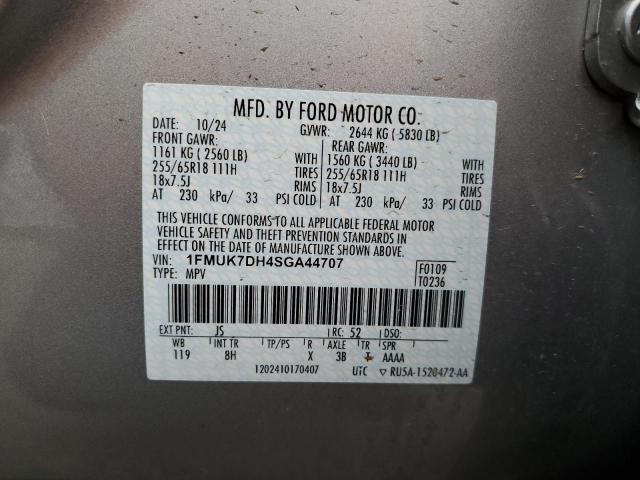 MFD. BY FORD MOTOR CO.
DATE: 10/24 GVWR: 2644 KG ( 5830 LB)
FRONT GAWR: REAR GAWR:
1161 KG ( 2560 LB) WITH 1560 KG ( 3440 LB) WITH
255/65R18 111H TIRES 255/65R18 111H TIRES
18x7.5J RIMS 18x7.5J RIMS
AT 230 kPa/ 33 PSI COLD AT 230 kPa/ 33 PSI COLD
THIS VEHICLE CONFORMS TO ALL APPLICABLE FEDERAL MOTOR
VEHICLE SAFETY AND THEFT PREVENTION STANDARDS IN
EFFECT ON THE DATE OF MANUFACTURE SHOWN ABOVE.
VIN: 1FMUK7DH4SGA44707 F0109
TYPE: MPV T0236
EXT PNT: JS RC: 52 DSO:
WB INT TR TP/PS R AXLE TR SPR
119 8H X 3B T AAAA
1202410170407 UTC ▽ RU5A-1520472-AA